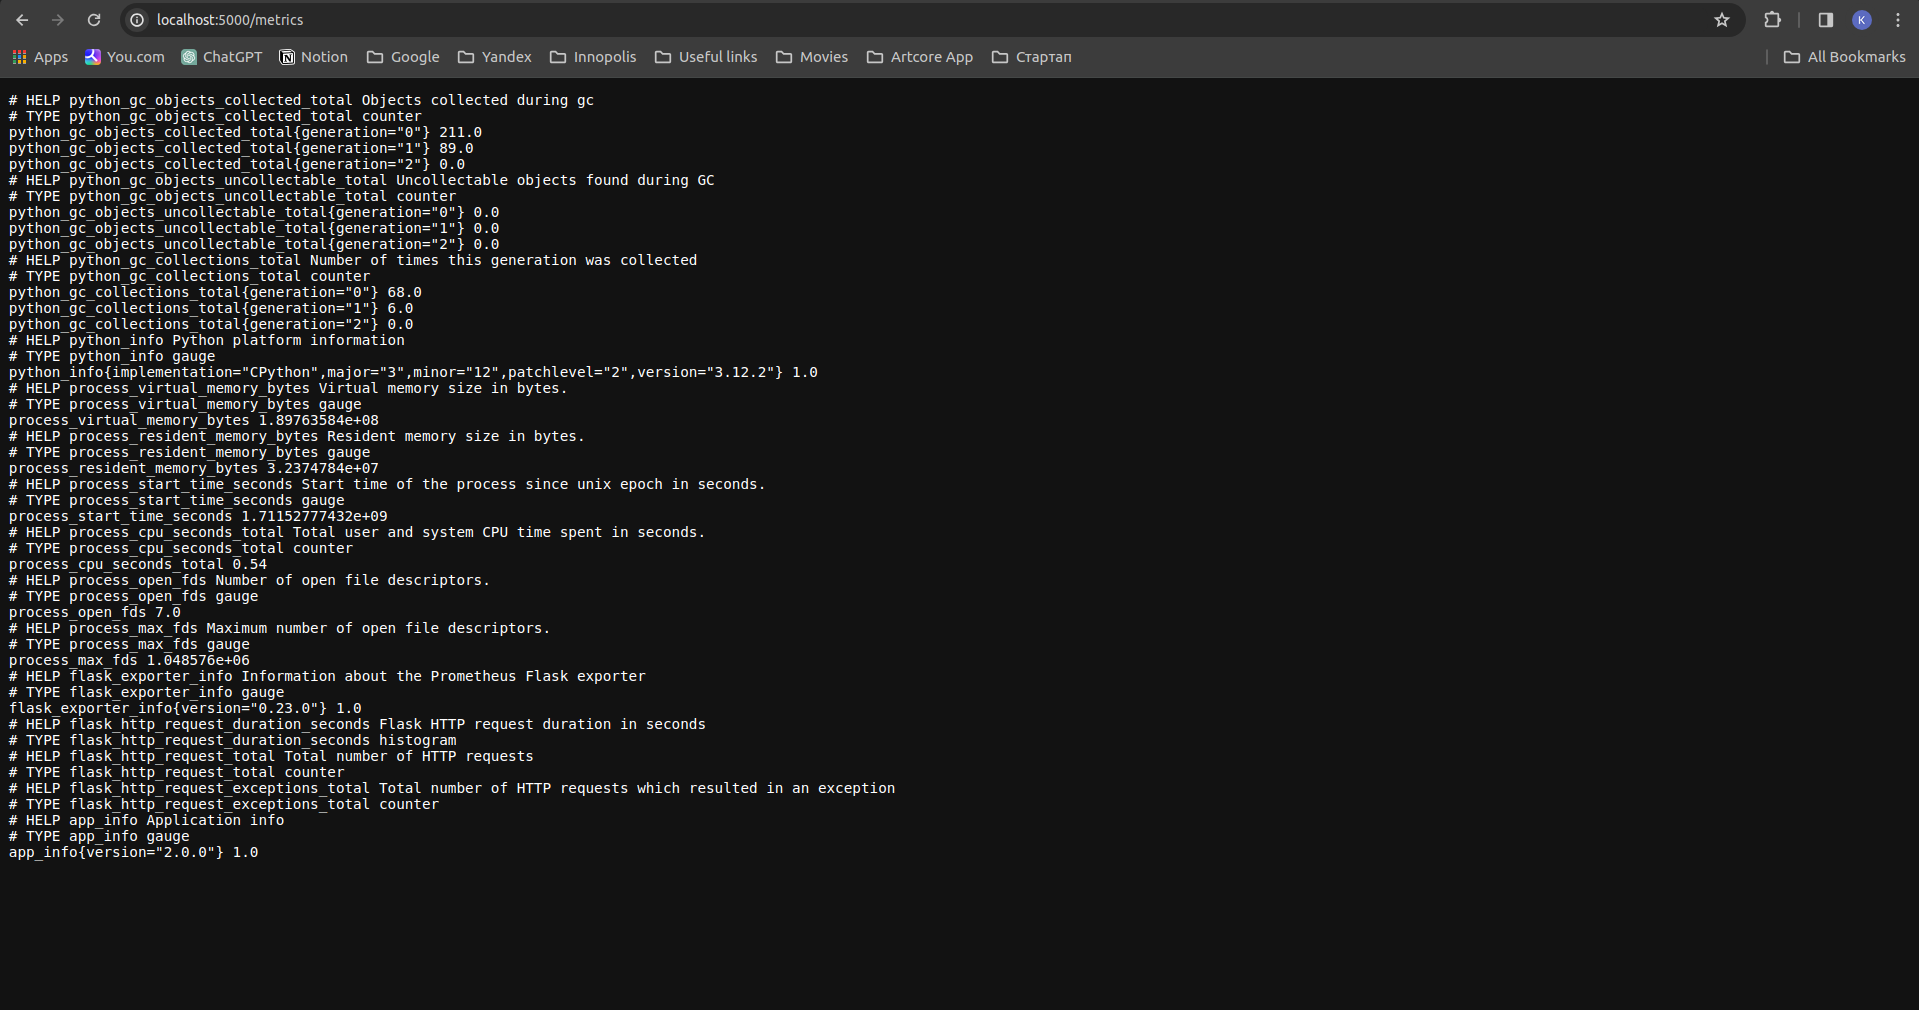 localhost:5000/metrics
Apps You.com ChatGPT Notion Google Yandex Innopolis Useful links Movies Artcore App Стартап All Bookmarks
# HELP python_gc_objects_collected_total Objects collected during gc
# TYPE python_gc_objects_collected_total counter
python_gc_objects_collected_total{generation="0"} 211.0
python_gc_objects_collected_total{generation="1"} 89.0
python_gc_objects_collected_total{generation="2"} 0.0
# HELP python_gc_objects_uncollectable_total Uncollectable objects found during GC
# TYPE python_gc_objects_uncollectable_total counter
python_gc_objects_uncollectable_total{generation="0"} 0.0
python_gc_objects_uncollectable_total{generation="1"} 0.0
python_gc_objects_uncollectable_total{generation="2"} 0.0
# HELP python_gc_collections_total Number of times this generation was collected
# TYPE python_gc_collections_total counter
python_gc_collections_total{generation="0"} 68.0
python_gc_collections_total{generation="1"} 6.0
python_gc_collections_total{generation="2"} 0.0
# HELP python_info Python platform information
# TYPE python_info gauge
python_info{implementation="CPython",major="3",minor="12",patchlevel="2",version="3.12.2"} 1.0
# HELP process_virtual_memory_bytes Virtual memory size in bytes.
# TYPE process_virtual_memory_bytes gauge
process_virtual_memory_bytes 1.89763584e+08
# HELP process_resident_memory_bytes Resident memory size in bytes.
# TYPE process_resident_memory_bytes gauge
process_resident_memory_bytes 3.2374784e+07
# HELP process_start_time_seconds Start time of the process since unix epoch in seconds.
# TYPE process_start_time_seconds gauge
process_start_time_seconds 1.71152777432e+09
# HELP process_cpu_seconds_total Total user and system CPU time spent in seconds.
# TYPE process_cpu_seconds_total counter
process_cpu_seconds_total 0.54
# HELP process_open_fds Number of open file descriptors.
# TYPE process_open_fds gauge
process_open_fds 7.0
# HELP process_max_fds Maximum number of open file descriptors.
# TYPE process_max_fds gauge
process_max_fds 1.048576e+06
# HELP flask_exporter_info Information about the Prometheus Flask exporter
# TYPE flask_exporter_info gauge
flask_exporter_info{version="0.23.0"} 1.0
# HELP flask_http_request_duration_seconds Flask HTTP request duration in seconds
# TYPE flask_http_request_duration_seconds histogram
# HELP flask_http_request_total Total number of HTTP requests
# TYPE flask_http_request_total counter
# HELP flask_http_request_exceptions_total Total number of HTTP requests which resulted in an exception
# TYPE flask_http_request_exceptions_total counter
# HELP app_info Application info
# TYPE app_info gauge
app_info{version="2.0.0"} 1.0